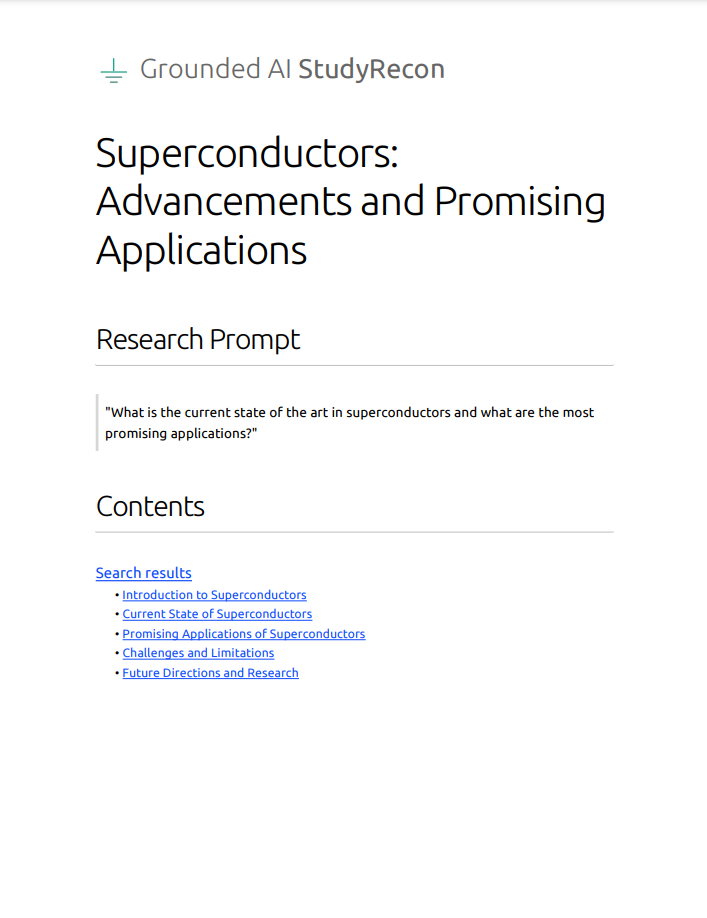 Grounded AI StudyRecon
Superconductors:
Advancements and Promising
Applications
Research Prompt
"What is the current state of the art in superconductors and what are the most
promising applications?"
Contents
Search results
• Introduction to Superconductors
• Current State of Superconductors
• Promising Applications of Superconductors
• Challenges and Limitations
• Future Directions and Research